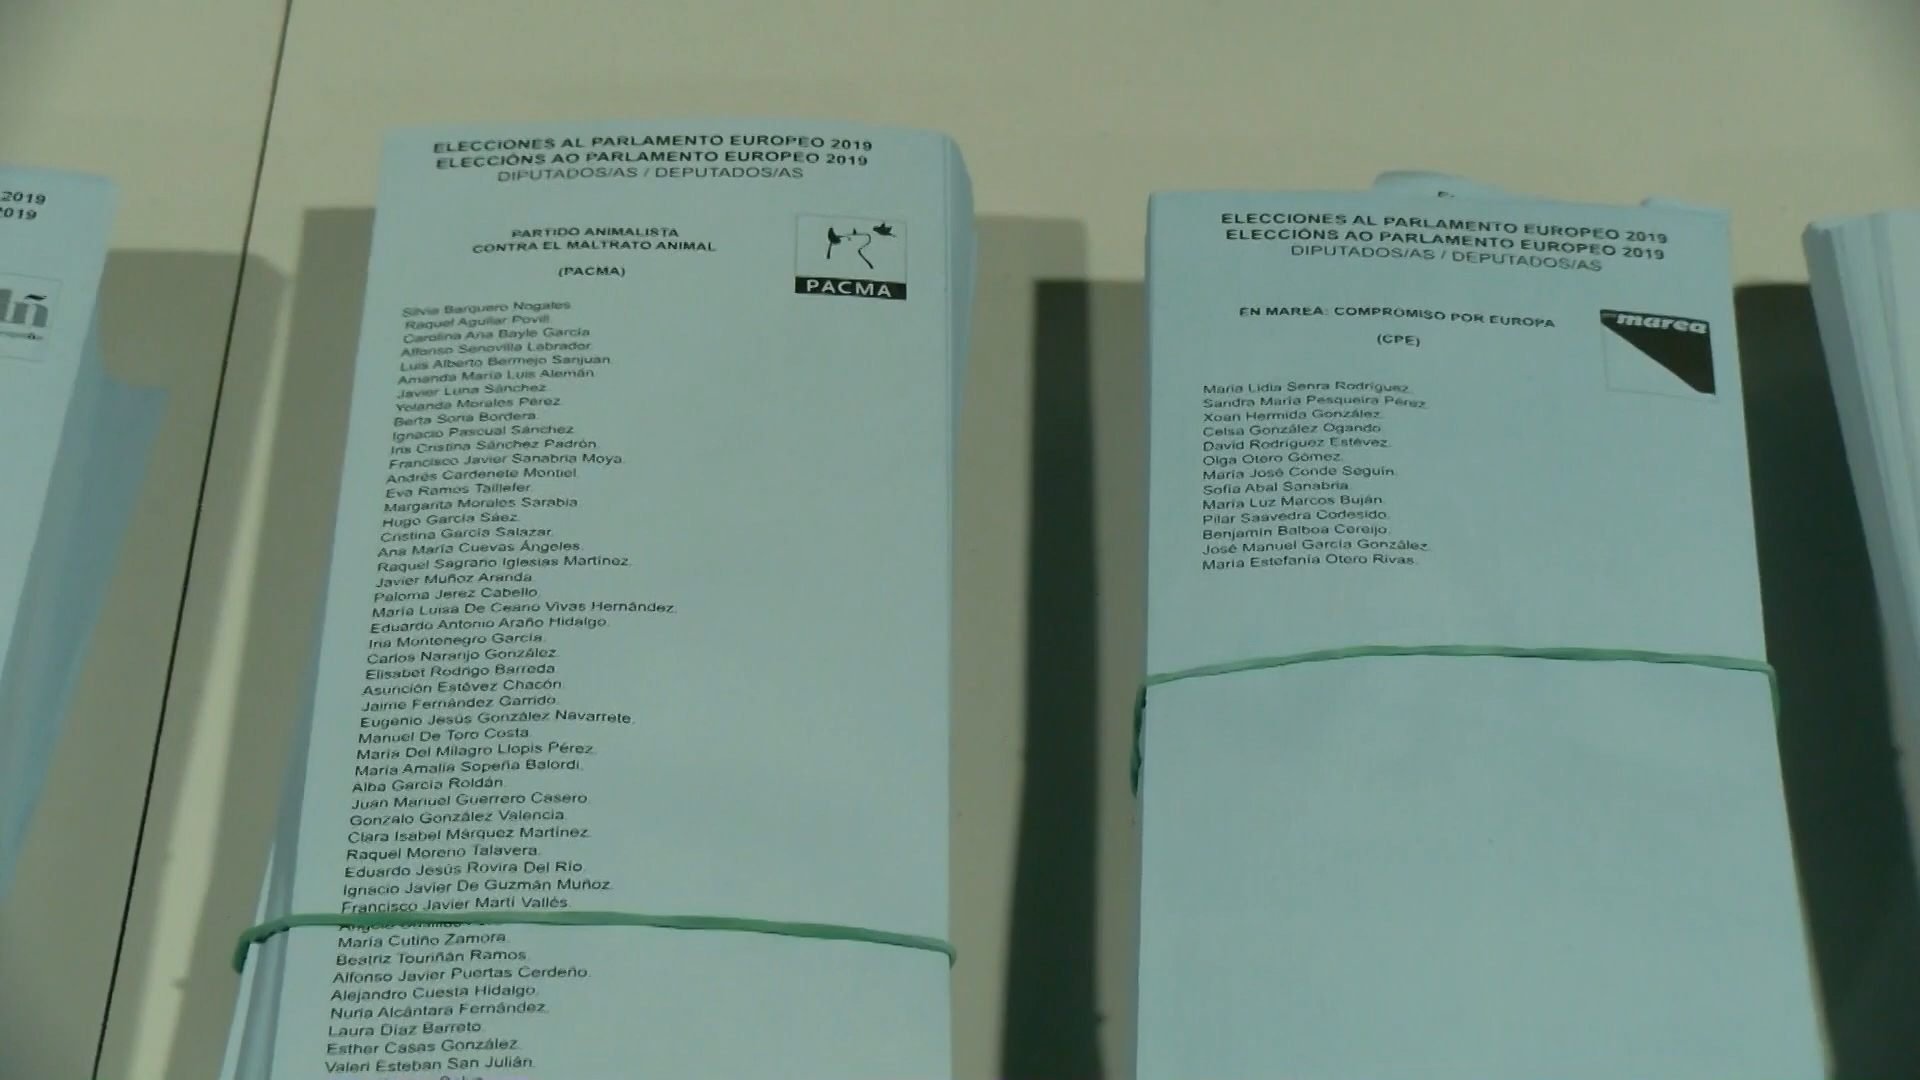 2019
2019
ELECCIONES AL PARLAMENTO EUROPEO 2019
ELECCIÓNS AO PARLAMENTO EUROPEO 2019
DIPUTADOS/AS / DEPUTADOS/AS
PARTIDO ANIMALISTA
CONTRA EL MALTRATO ANIMAL
(PACMA)
PACMA
Silvia Barquero Nogales.
Raquel Aguilar Povill.
Carolina Ana Bayle García.
Alfonso Senovilla Labrador.
Luis Alberto Bermejo Sanjuan.
Amanda María Luis Alemán.
Javier Luna Sánchez.
Yolanda Morales Pérez.
Berta Soria Bordera.
Ignacio Pascual Sánchez.
Iris Cristina Sánchez Padrón.
Francisco Javier Sanabria Moya.
Andrés Cardenete Montiel.
Eva Ramos Taillefer.
Margarita Morales Sarabia.
Hugo García Sáez.
Cristina García Salazar.
Ana María Cuevas Ángeles.
Raquel Sagrario Iglesias Martínez.
Javier Muñoz Aranda.
Paloma Jerez Cabello.
María Luisa De Ceano Vivas Hernández.
Eduardo Antonio Araño Hidalgo.
Iria Montenegro García.
Carlos Naranjo González.
Elisabet Rodrigo Barreda.
Asunción Estévez Chacón.
Jaime Fernández Garrido.
Eugenio Jesús González Navarrete.
Manuel De Toro Costa.
María Del Milagro Llopis Pérez.
María Amalia Sopeña Balordi.
Alba García Roldán.
Juan Manuel Guerrero Casero.
Gonzalo González Valencia.
Clara Isabel Márquez Martínez.
Raquel Moreno Talavera.
Eduardo Jesús Rovira Del Río.
Ignacio Javier De Guzmán Muñoz.
Francisco Javier Martí Vallés.
María Cutiño Zamora.
Beatriz Touriñán Ramos.
Alfonso Javier Puertas Cerdeño.
Alejandro Cuesta Hidalgo.
Nuria Alcántara Fernández.
Laura Díaz Barreto.
Esther Casas González.
Valeri Esteban San Julián.
ELECCIONES AL PARLAMENTO EUROPEO 2019
ELECCIÓNS AO PARLAMENTO EUROPEO 2019
DIPUTADOS/AS / DEPUTADOS/AS
EN MAREA: COMPROMISO POR EUROPA
(CPE)
marea
María Lidia Senra Rodríguez.
Sandra María Pesqueira Pérez.
Xoan Hermida González.
Celsa González Ogando.
David Rodríguez Estévez.
Olga Otero Gómez.
María José Conde Seguín.
Sofía Abal Sanabria.
María Luz Marcos Buján.
Pilar Saavedra Codesido.
Benjamín Balboa Cereijo.
José Manuel García González.
María Estefanía Otero Rivas.